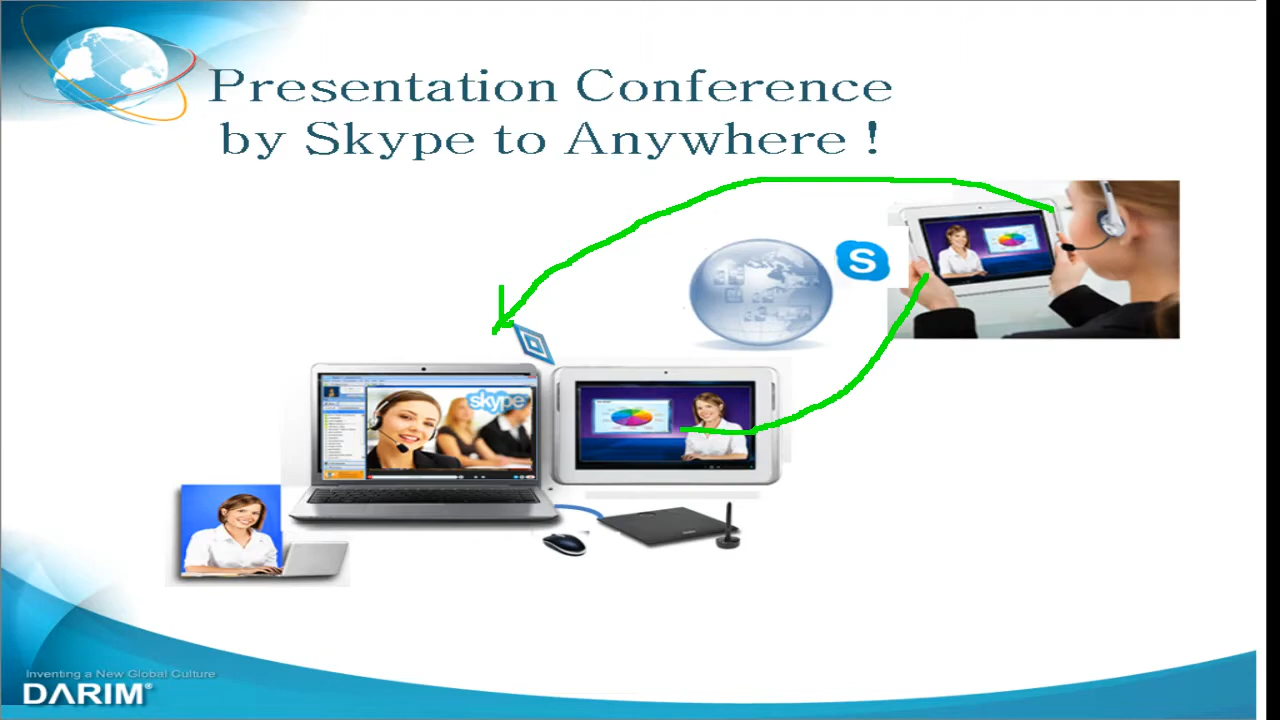 Presentation Conference
by Skype to Anywhere !
S
skype
Inventing a New Global Culture
DARIM®